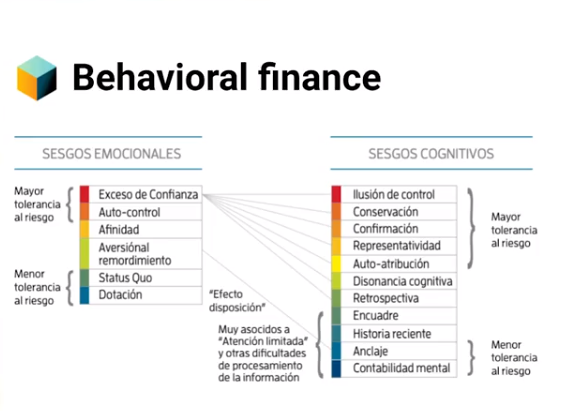 Behavioral finance
SESGOS EMOCIONALES
Mayor
tolerancia
al riesgo
Exceso de Confianza
Auto-control
Afinidad
Aversiónal
remordimiento
Menor
tolerancia
al riesgo
Status Quo
Dotación
"Efecto
disposición"
Muy asociados a
"Atención limitada"
y otras dificultades
de procesamiento
de la información
SESGOS COGNITIVOS
Ilusión de control
Conservación
Confirmación
Representatividad
Auto-atribución
Disonancia cognitiva
Retrospectiva
Encuadre
Historia reciente
Anclaje
Contabilidad mental
Mayor
tolerancia
al riesgo
Menor
tolerancia
al riesgo